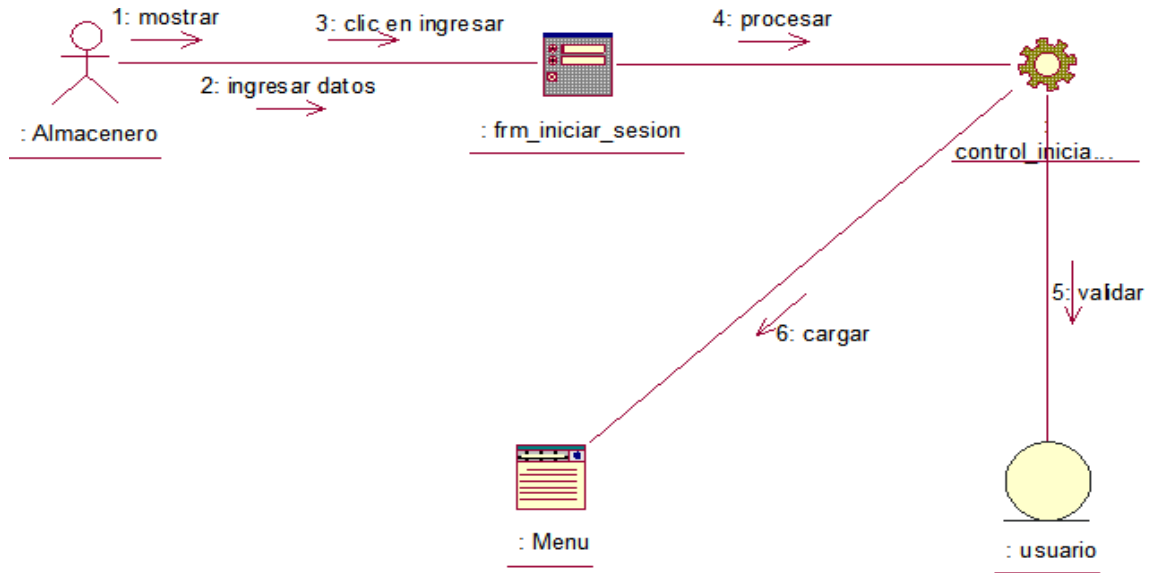 1: mostrar
3: clic en ingresar
4: procesar
2: ingresar datos
: Almacenero
: frm_iniciar_sesion
control_inicia...
5: validar
6: cargar
: Menu
: usuario